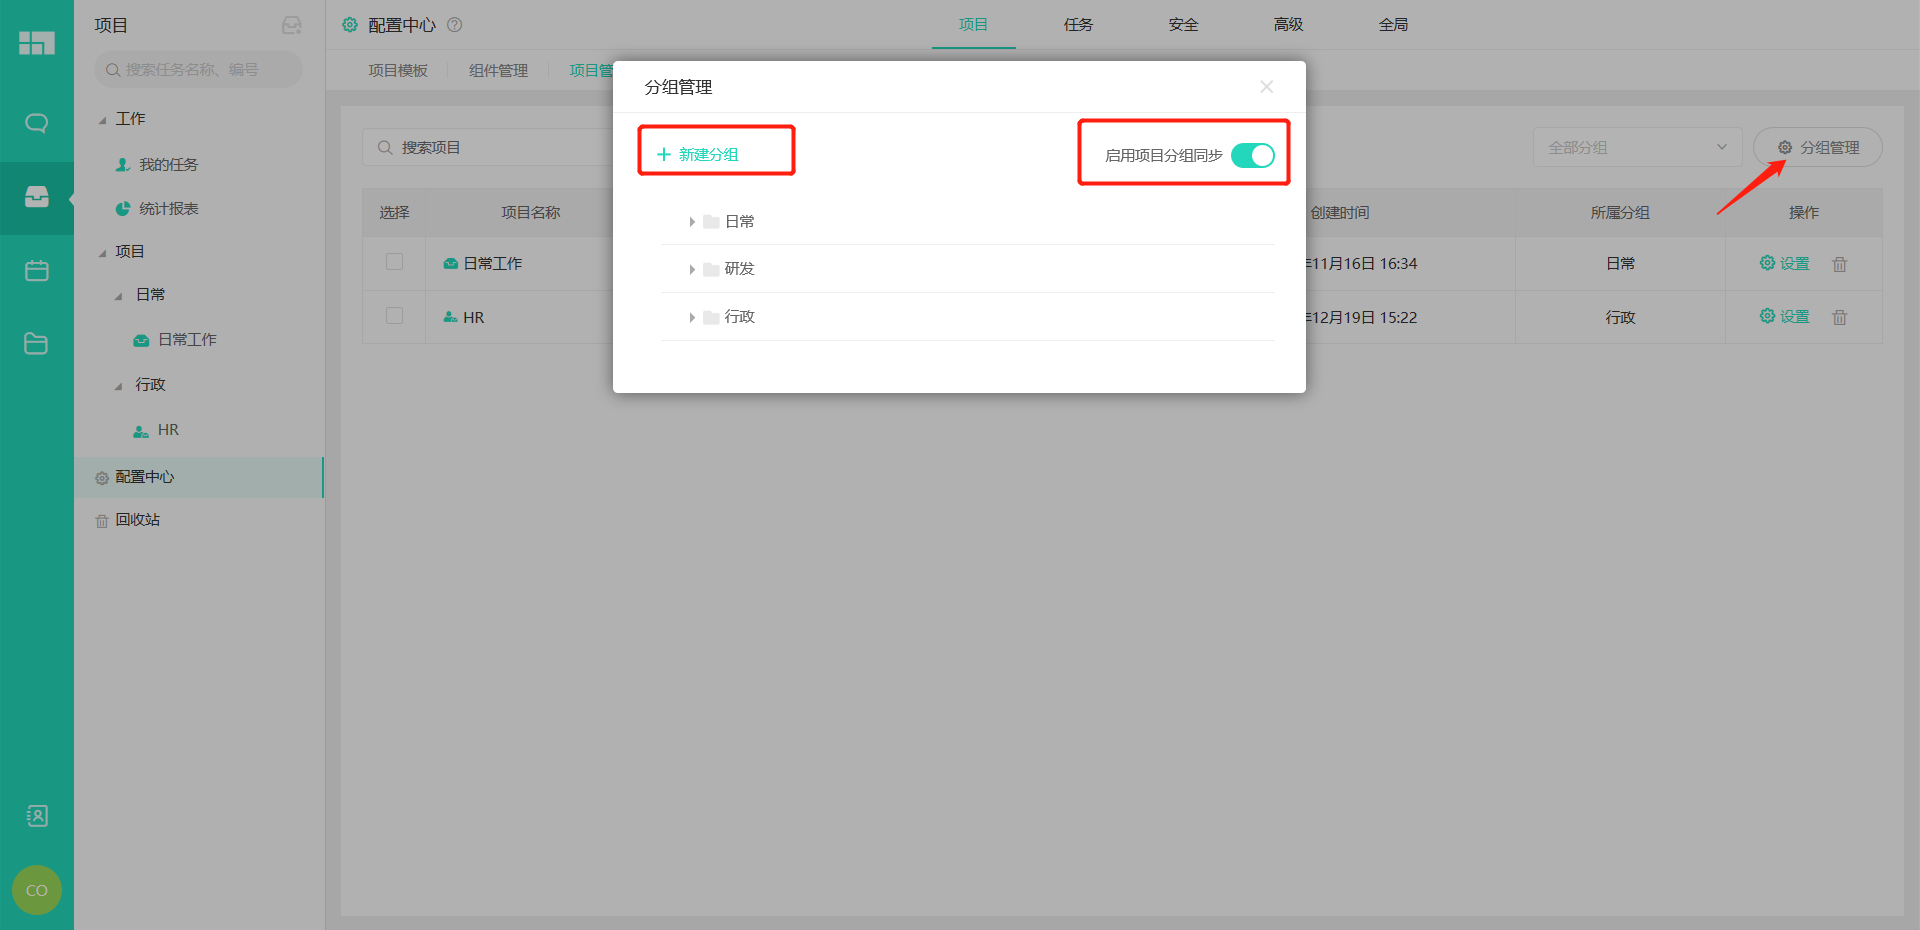 项目
搜索任务名称、编号
工作
我的任务
统计报表
项目
日常
日常工作
行政
HR
配置中心
回收站
CO
配置中心
项目
任务
安全
高级
全局
项目模板
组件管理
项目管
搜索项目
全部分组
分组管理
选择
项目名称
创建时间
所属分组
操作
日常工作
11月16日 16:34
日常
设置
HR
12月19日 15:22
行政
设置
分组管理
新建分组
启用项目分组同步
日常
研发
行政